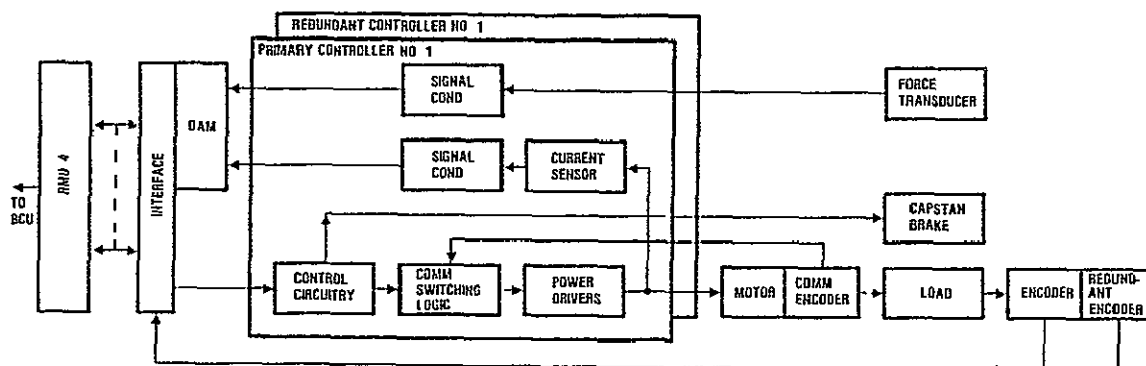 REDUNDANT CONTROLLER NO 1
PRIMARY CONTROLLER NO 1
SIGNAL
COND
FORCE
TRANSDUCER
DAM
RMU 4
INTERFACE
SIGNAL
COND
CURRENT
SENSOR
TO
BCU
CAPSTAN
BRAKE
CONTROL
CIRCUITRY
COMM
SWITCHING
LOGIC
POWER
DRIVERS
MOTOR
COMM
ENCODER
LOAD
ENCODER
REDUND-
ANT
ENCODER